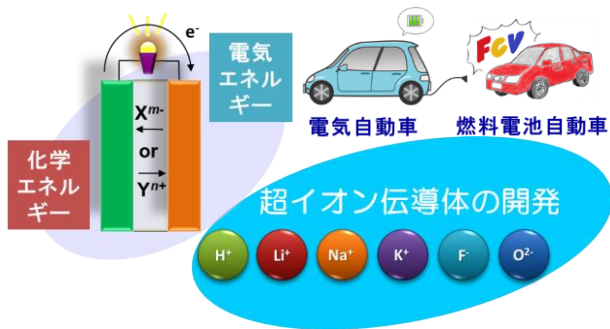 e⁻
電気
エネル
ギー
X^{m-}
or
Y^{n+}
化学
エネル
ギー
FCV
電気自動車
燃料電池自動車
超イオン伝導体の開発
H⁺ Li⁺ Na⁺ K⁺ F⁻ O²⁻